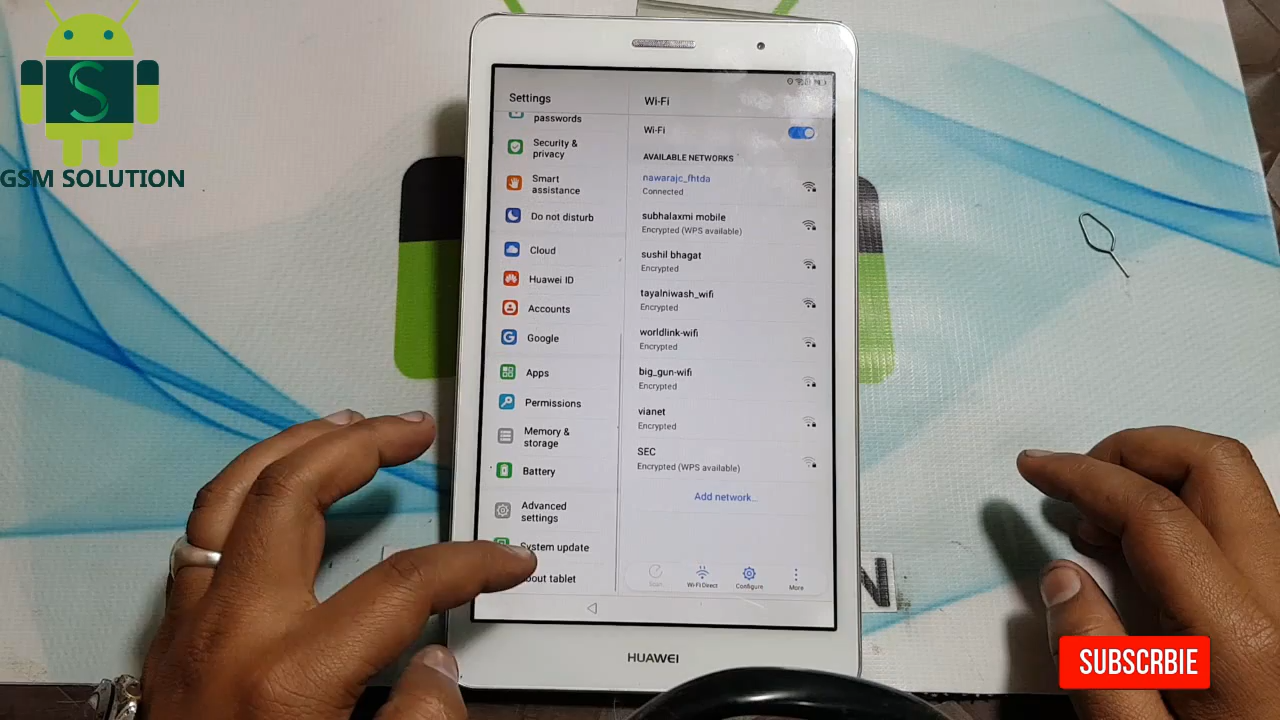 S
GSM SOLUTION
Settings
passwords
Security &
privacy
Smart
assistance
Do not disturb
Cloud
Huawei ID
Accounts
Google
Apps
Permissions
Memory &
storage
Battery
Advanced
settings
System update
bout tablet
Wi-Fi
Wi-Fi
AVAILABLE NETWORKS
nawarajc_fhtda
Connected
subhalaxmi mobile
Encrypted (WPS available)
sushil bhagat
Encrypted
tayalniwash_wifi
Encrypted
worldlink-wifi
Encrypted
big_gun-wifi
Encrypted
vianet
Encrypted
SEC
Encrypted (WPS available)
Add network...
Scan
Wi-Fi Direct
Configure
More
HUAWEI
N
SUBSCRBIE